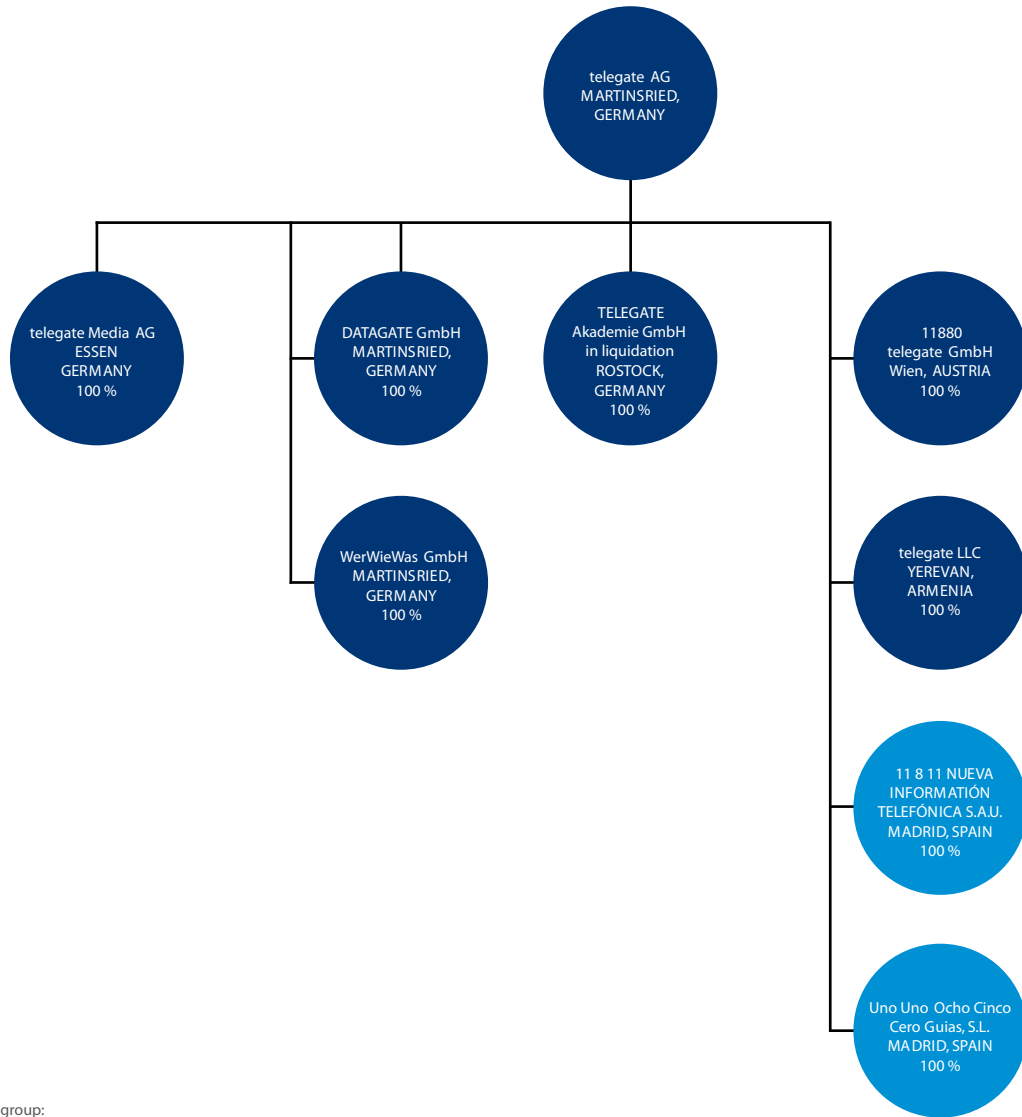 telegate AG
MARTINSRIED,
GERMANY
telegate Media AG
ESSEN
GERMANY
100 %
DATAGATE GmbH
MARTINSRIED,
GERMANY
100 %
TELEGATE
Akademie GmbH
in liquidation
ROSTOCK,
GERMANY
100 %
11880
telegate GmbH
Wien, AUSTRIA
100 %
WerWieWas GmbH
MARTINSRIED,
GERMANY
100 %
telegate LLC
YEREVAN,
ARMENIA
100 %
11 8 11 NUEVA
INFORMATIÓN
TELEFÓNICA S.A.U.
MADRID, SPAIN
100 %
Uno Uno Ocho Cinco
Cero Guias, S.L.
MADRID, SPAIN
100 %
group: